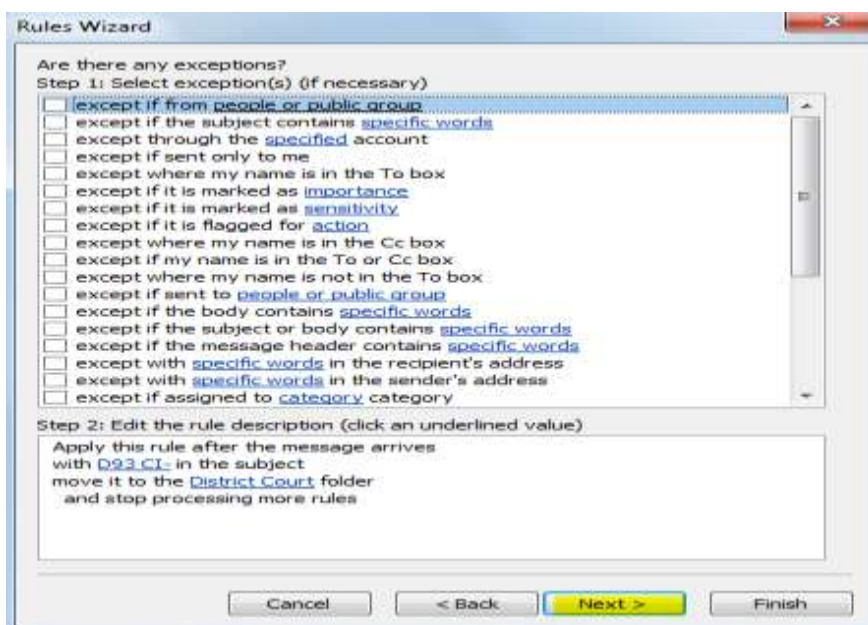 Rules Wizard
Are there any exceptions?
Step 1: Select exception(s) (if necessary)
except if from people or public group
except if the subject contains specific words
except through the specified account
except if sent only to me
except where my name is in the To box
except if it is marked as importance
except if it is marked as sensitivity
except if it is flagged for action
except where my name is in the Cc box
except if my name is in the To or Cc box
except where my name is not in the To box
except if sent to people or public group
except if the body contains specific words
except if the subject or body contains specific words
except if the message header contains specific words
except with specific words in the recipient's address
except with specific words in the sender's address
except if assigned to category category
Step 2: Edit the rule description (click an underlined value)
Apply this rule after the message arrives
with D93 CI- in the subject
move it to the District Court folder
and stop processing more rules
Cancel < Back Next > Finish